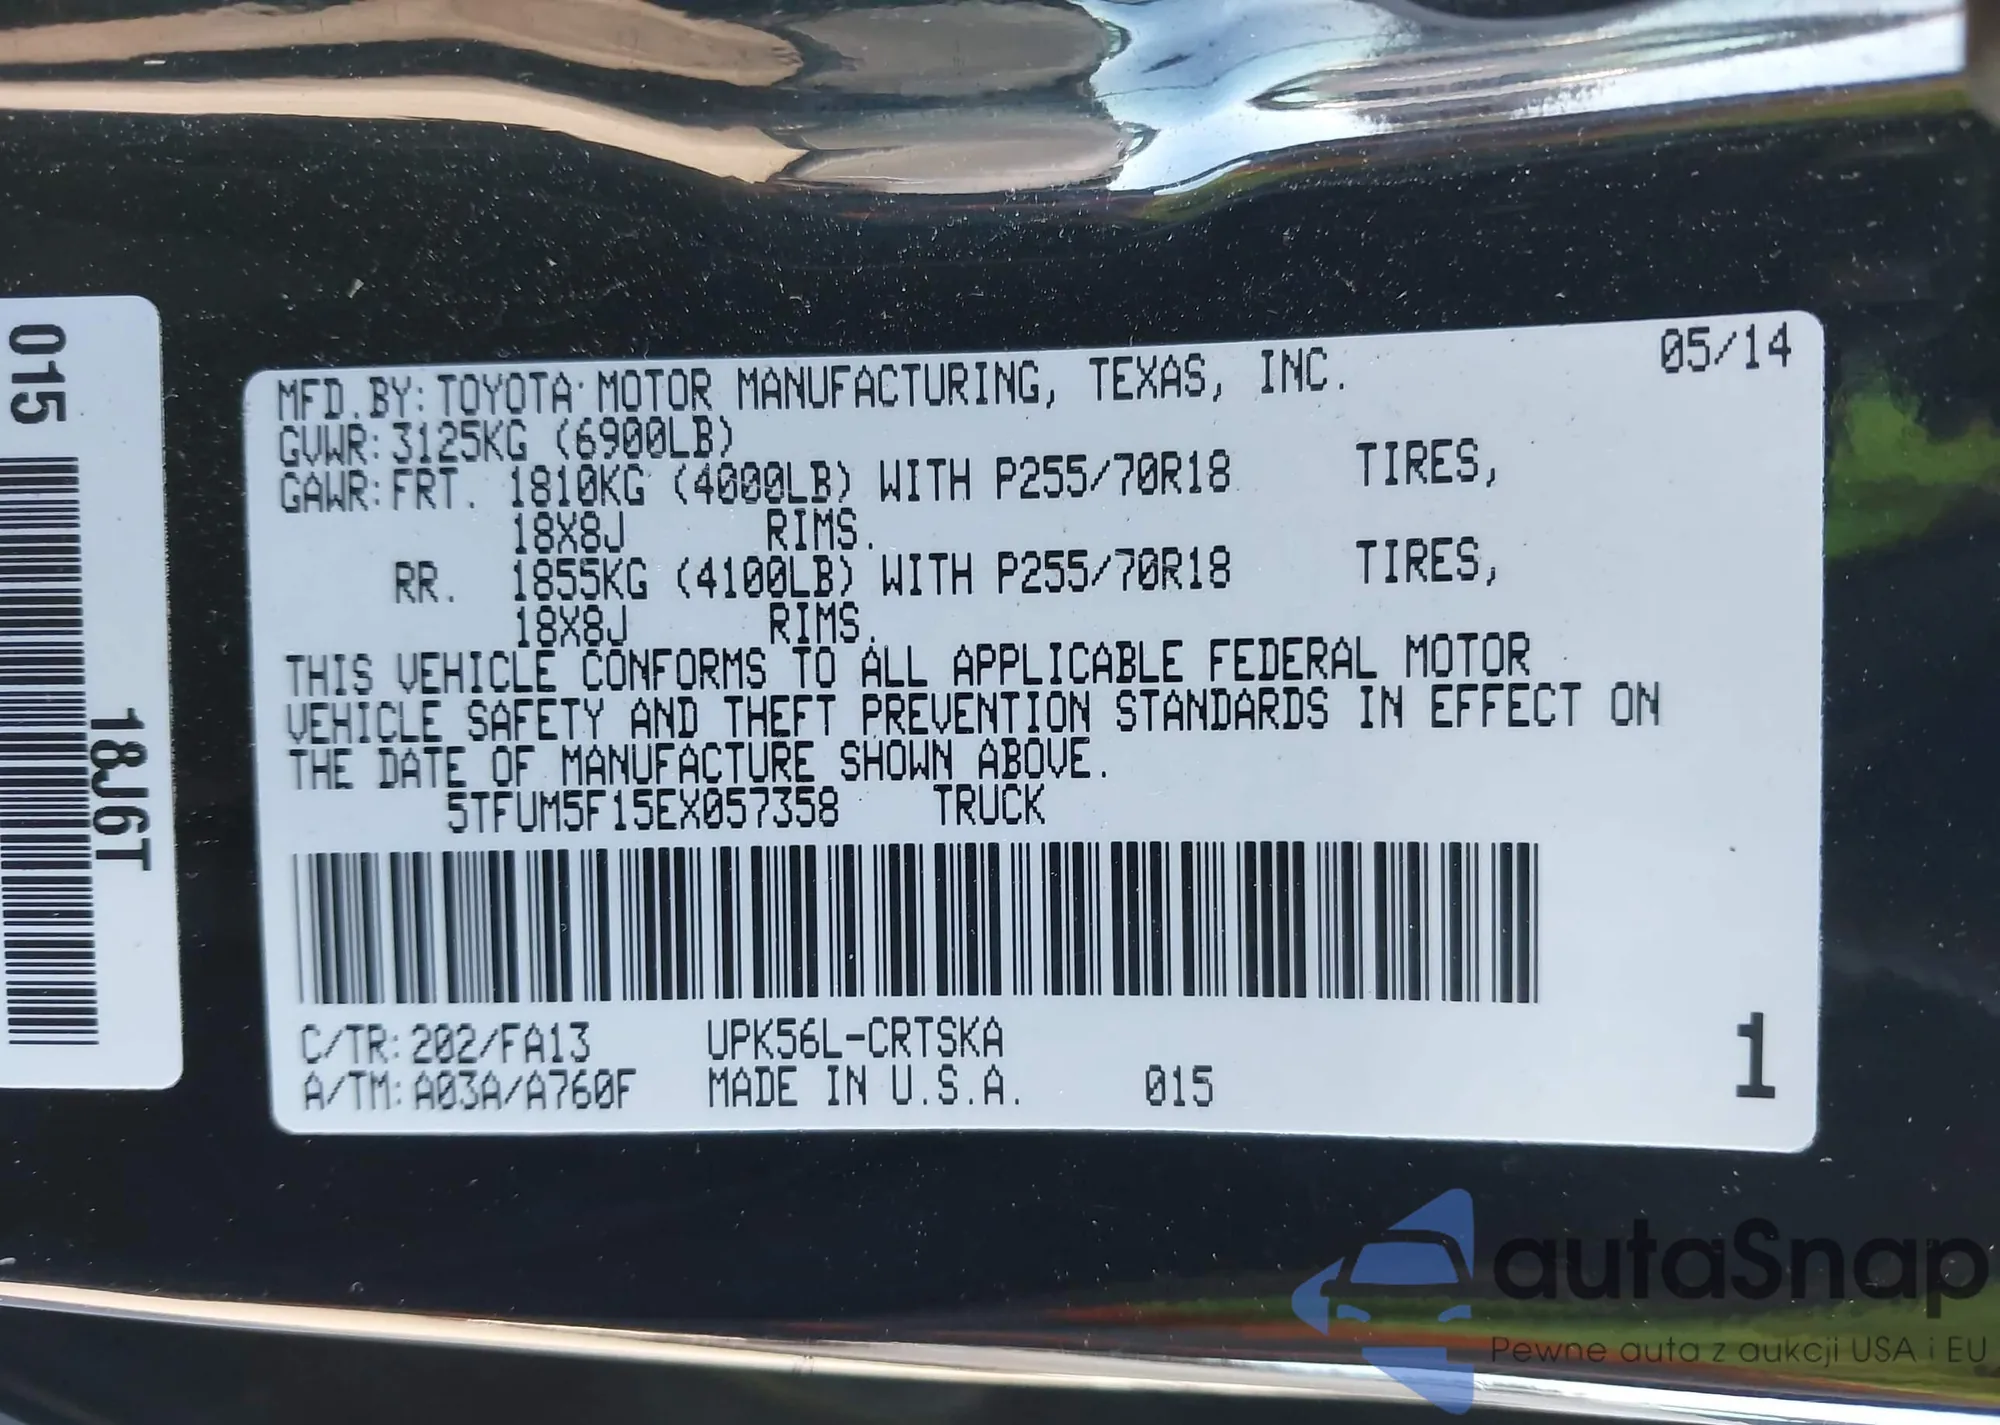 015
18J6T
MFD.BY: TOYOTA MOTOR MANUFACTURING, TEXAS, INC. 05/14
GVWR: 3125KG (6900LB)
GAWR: FRT. 1810KG (4000LB) WITH P255/70R18 TIRES,
18X8J RIMS.
RR. 1855KG (4100LB) WITH P255/70R18 TIRES,
18X8J RIMS.
THIS VEHICLE CONFORMS TO ALL APPLICABLE FEDERAL MOTOR
VEHICLE SAFETY AND THEFT PREVENTION STANDARDS IN EFFECT ON
THE DATE OF MANUFACTURE SHOWN ABOVE.
5TFUM5F15EX057358 TRUCK
C/TR: 202/FA13 UPK56L-CRTSKA
A/TM: A03A/A760F MADE IN U.S.A. 015
1
autaSnap
Pewne auta z aukcji USA i EU